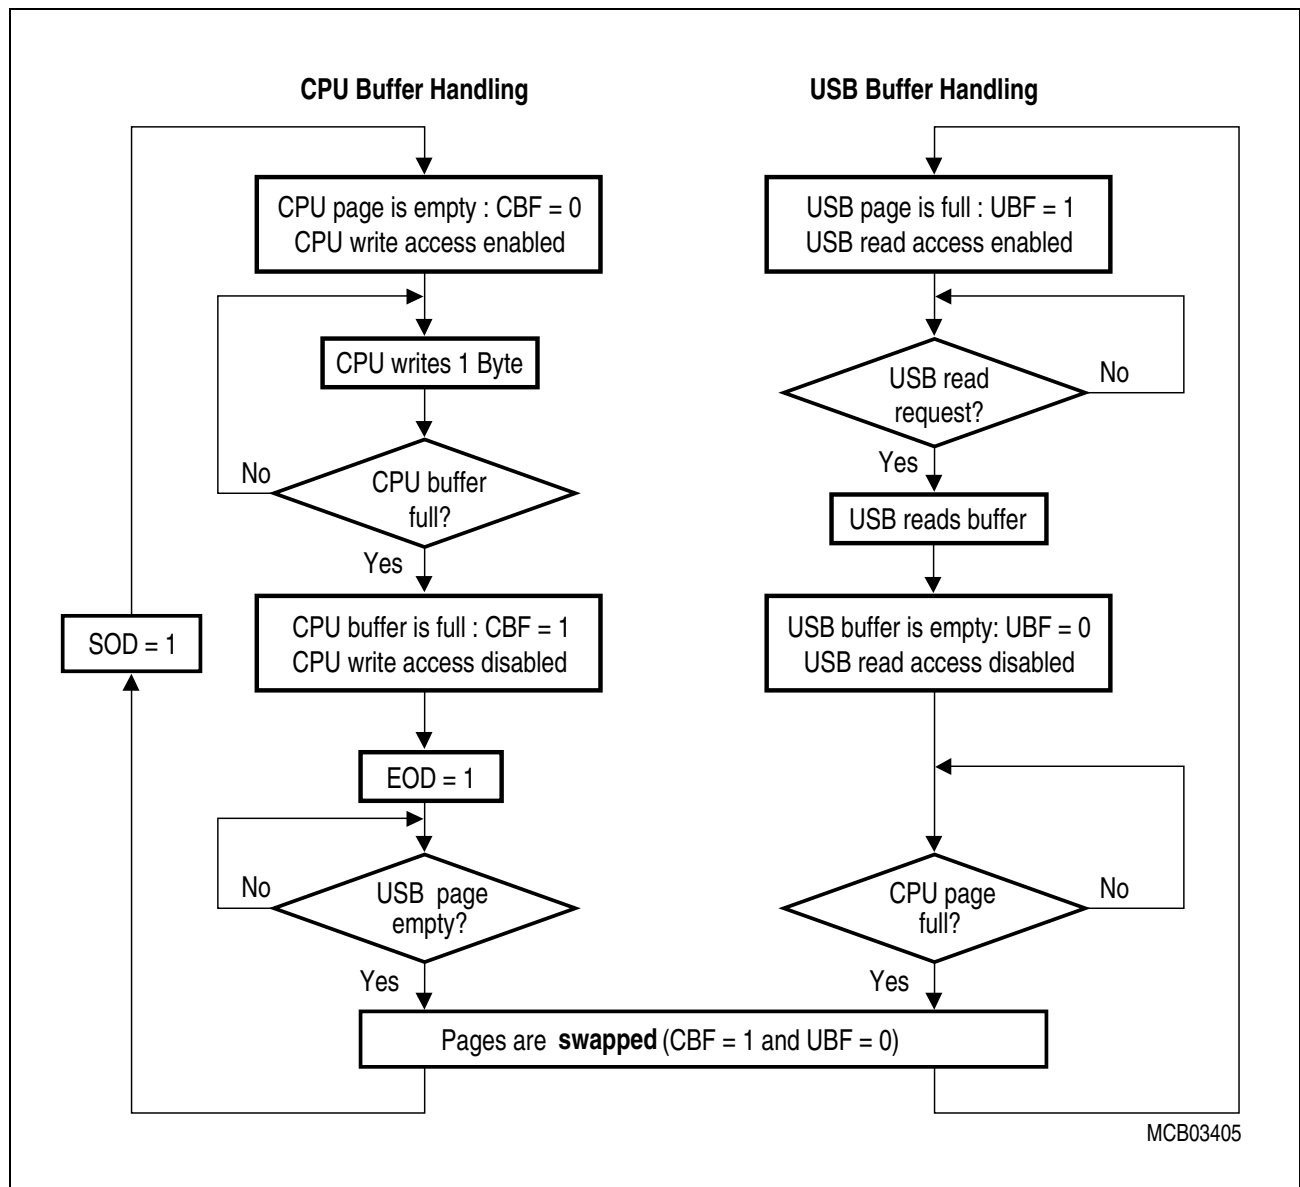 CPU Buffer Handling
CPU page is empty : CBF = 0
CPU write access enabled
CPU writes 1 Byte
No
CPU buffer
full?
Yes
CPU buffer is full : CBF = 1
CPU write access disabled
SOD = 1
EOD = 1
No
USB page
empty?
Yes
USB Buffer Handling
USB page is full : UBF = 1
USB read access enabled
USB read
request?
No
Yes
USB reads buffer
USB buffer is empty: UBF = 0
USB read access disabled
CPU page
full?
No
Yes
Pages are swapped (CBF = 1 and UBF = 0)
MCB03405